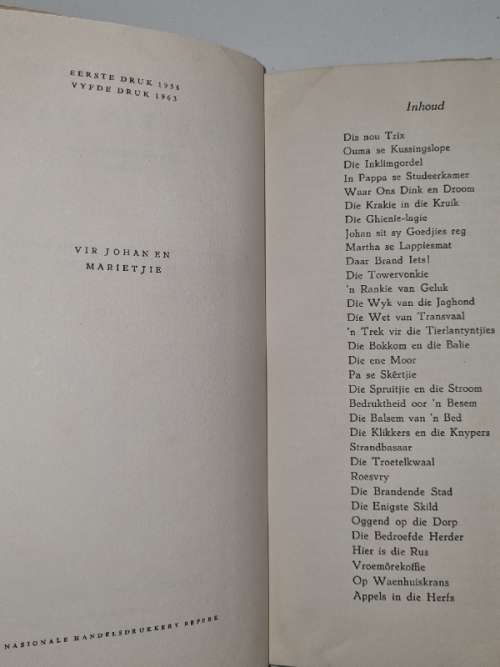 EERSTE DRUK 1958
VYFDE DRUK 1963
VIR JOHAN EN
MARIETJIE
NASIONALE HANDELSDRUKKERY BEPERK
Inhoud
Dis nou Trix
Ouma se Kussingslope
Die Inklimgordel
In Pappa se Studeerkamer
Waar Ons Dink en Droom
Die Krakie in die Kruik
Die Ghienie-lagie
Johan sit sy Goedjies reg
Martha se Lappiesmat
Daar Brand Iets!
Die Towervonkie
'n Rankie van Geluk
Die Wyk van die Jaghond
Die Wet van Transvaal
'n Trek vir die Tierlantyntjies
Die Bokkom en die Balie
Die ene Moor
Pa se Skêrtjie
Die Spruitjie en die Stroom
Bedruktheid oor 'n Besem
Die Balsem van 'n Bed
Die Klikkers en die Knypers
Strandbasaar
Die Troetelkwaal
Roesvry
Die Brandende Stad
Die Enigste Skild
Oggend op die Dorp
Die Bedroefde Herder
Hier is die Rus
Vroemôrekoffie
Op Waenhuiskrans
Appels in die Herfs